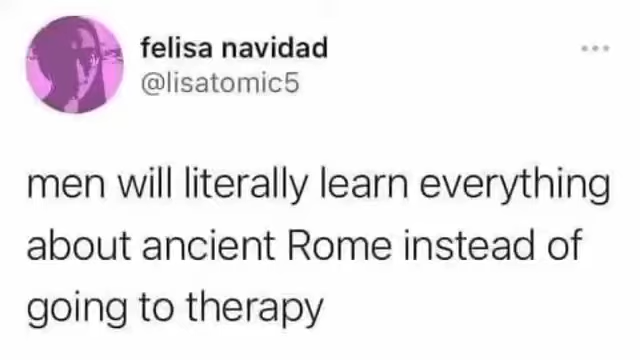 felisa navidad
@lisatomic5
men will literally learn everything
about ancient Rome instead of
going to therapy